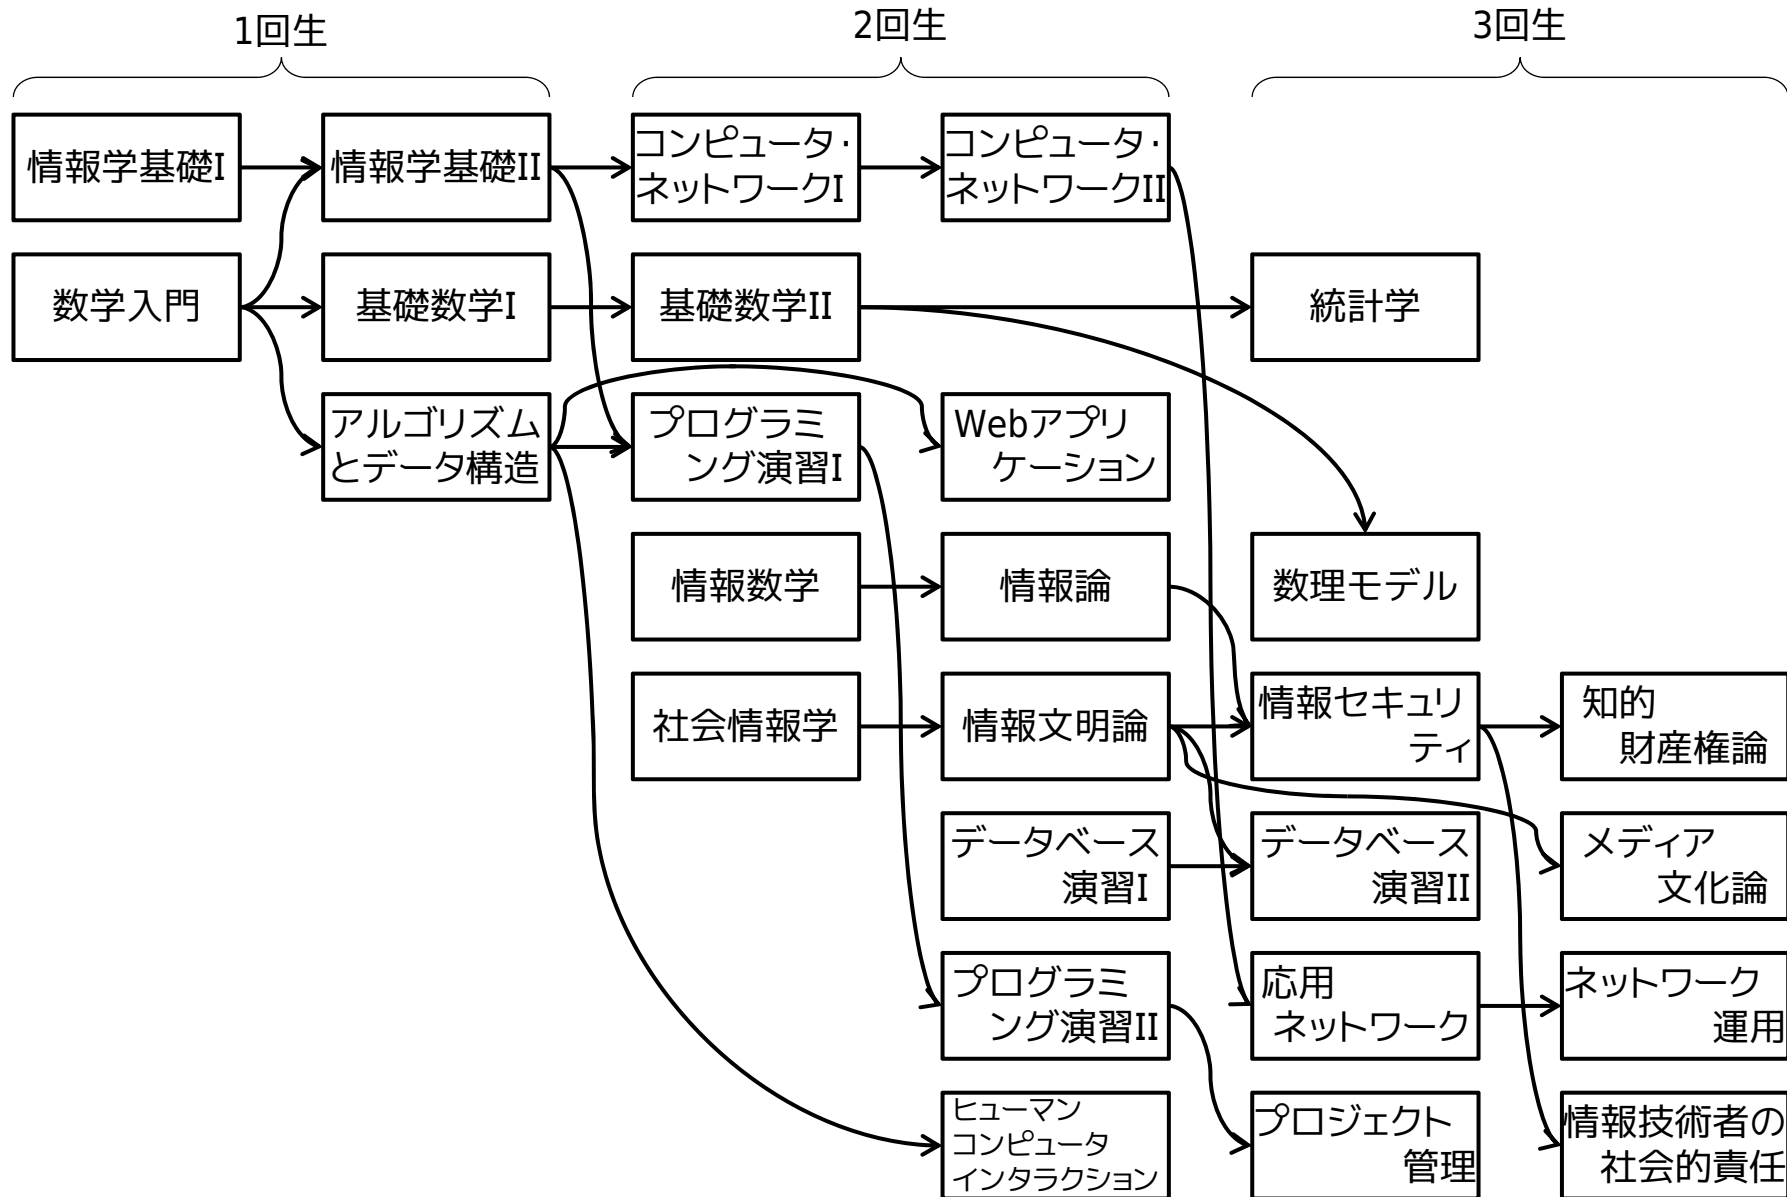 1回生
2回生
3回生
情報学基礎I
情報学基礎II
コンピュータ・
ネットワークI
コンピュータ・
ネットワークII
数学入門
基礎数学I
基礎数学II
統計学
アルゴリズム
とデータ構造
プログラミ
ング演習I
Webアプリ
ケーション
情報数学
情報論
数理モデル
社会情報学
情報文明論
情報セキュリ
ティ
知的
財産権論
データベース
演習I
データベース
演習II
メディア
文化論
プログラミ
ング演習II
応用
ネットワーク
ネットワーク
運用
ヒューマン
コンピュータ
インタラクション
プロジェクト
管理
情報技術者の
社会的責任